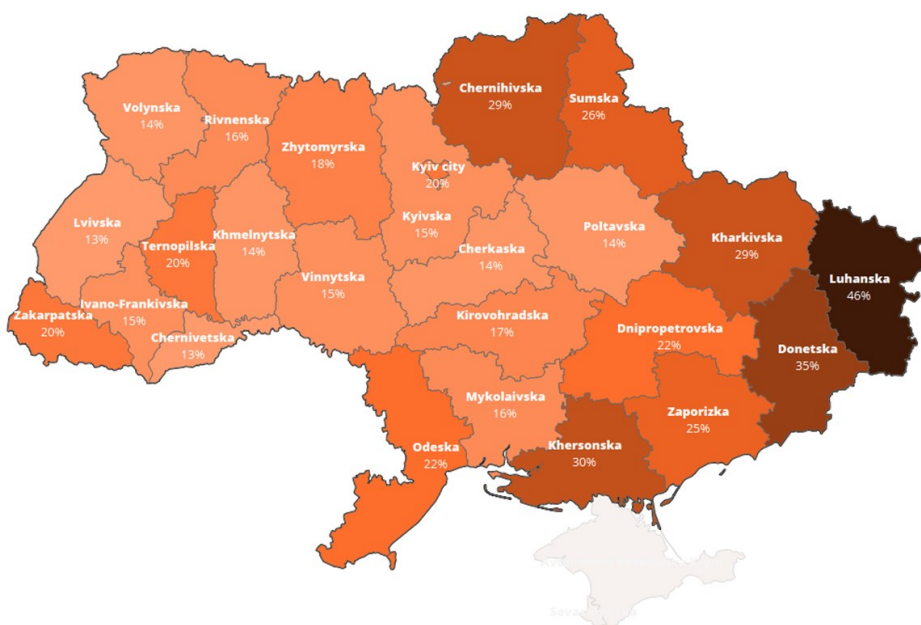 Chernihivska
29%
Sumska
26%
Volynska
14%
Rivnenska
16%
Zhytomyrska
18%
Kyiv city
20%
Kyivska
15%
Lvivska
13%
Ternopilska
20%
Khmelnytska
14%
Cherkaska
14%
Poltavska
14%
Kharkivska
29%
Luhanska
46%
Vinnytska
15%
Ivano-Frankivska
15%
Zakarpatska
20%
Chernivetska
13%
Kirovohradska
17%
Dnipropetrovska
22%
Donetska
35%
Mykolaivska
16%
Zaporizka
25%
Odeska
22%
Khersonska
30%